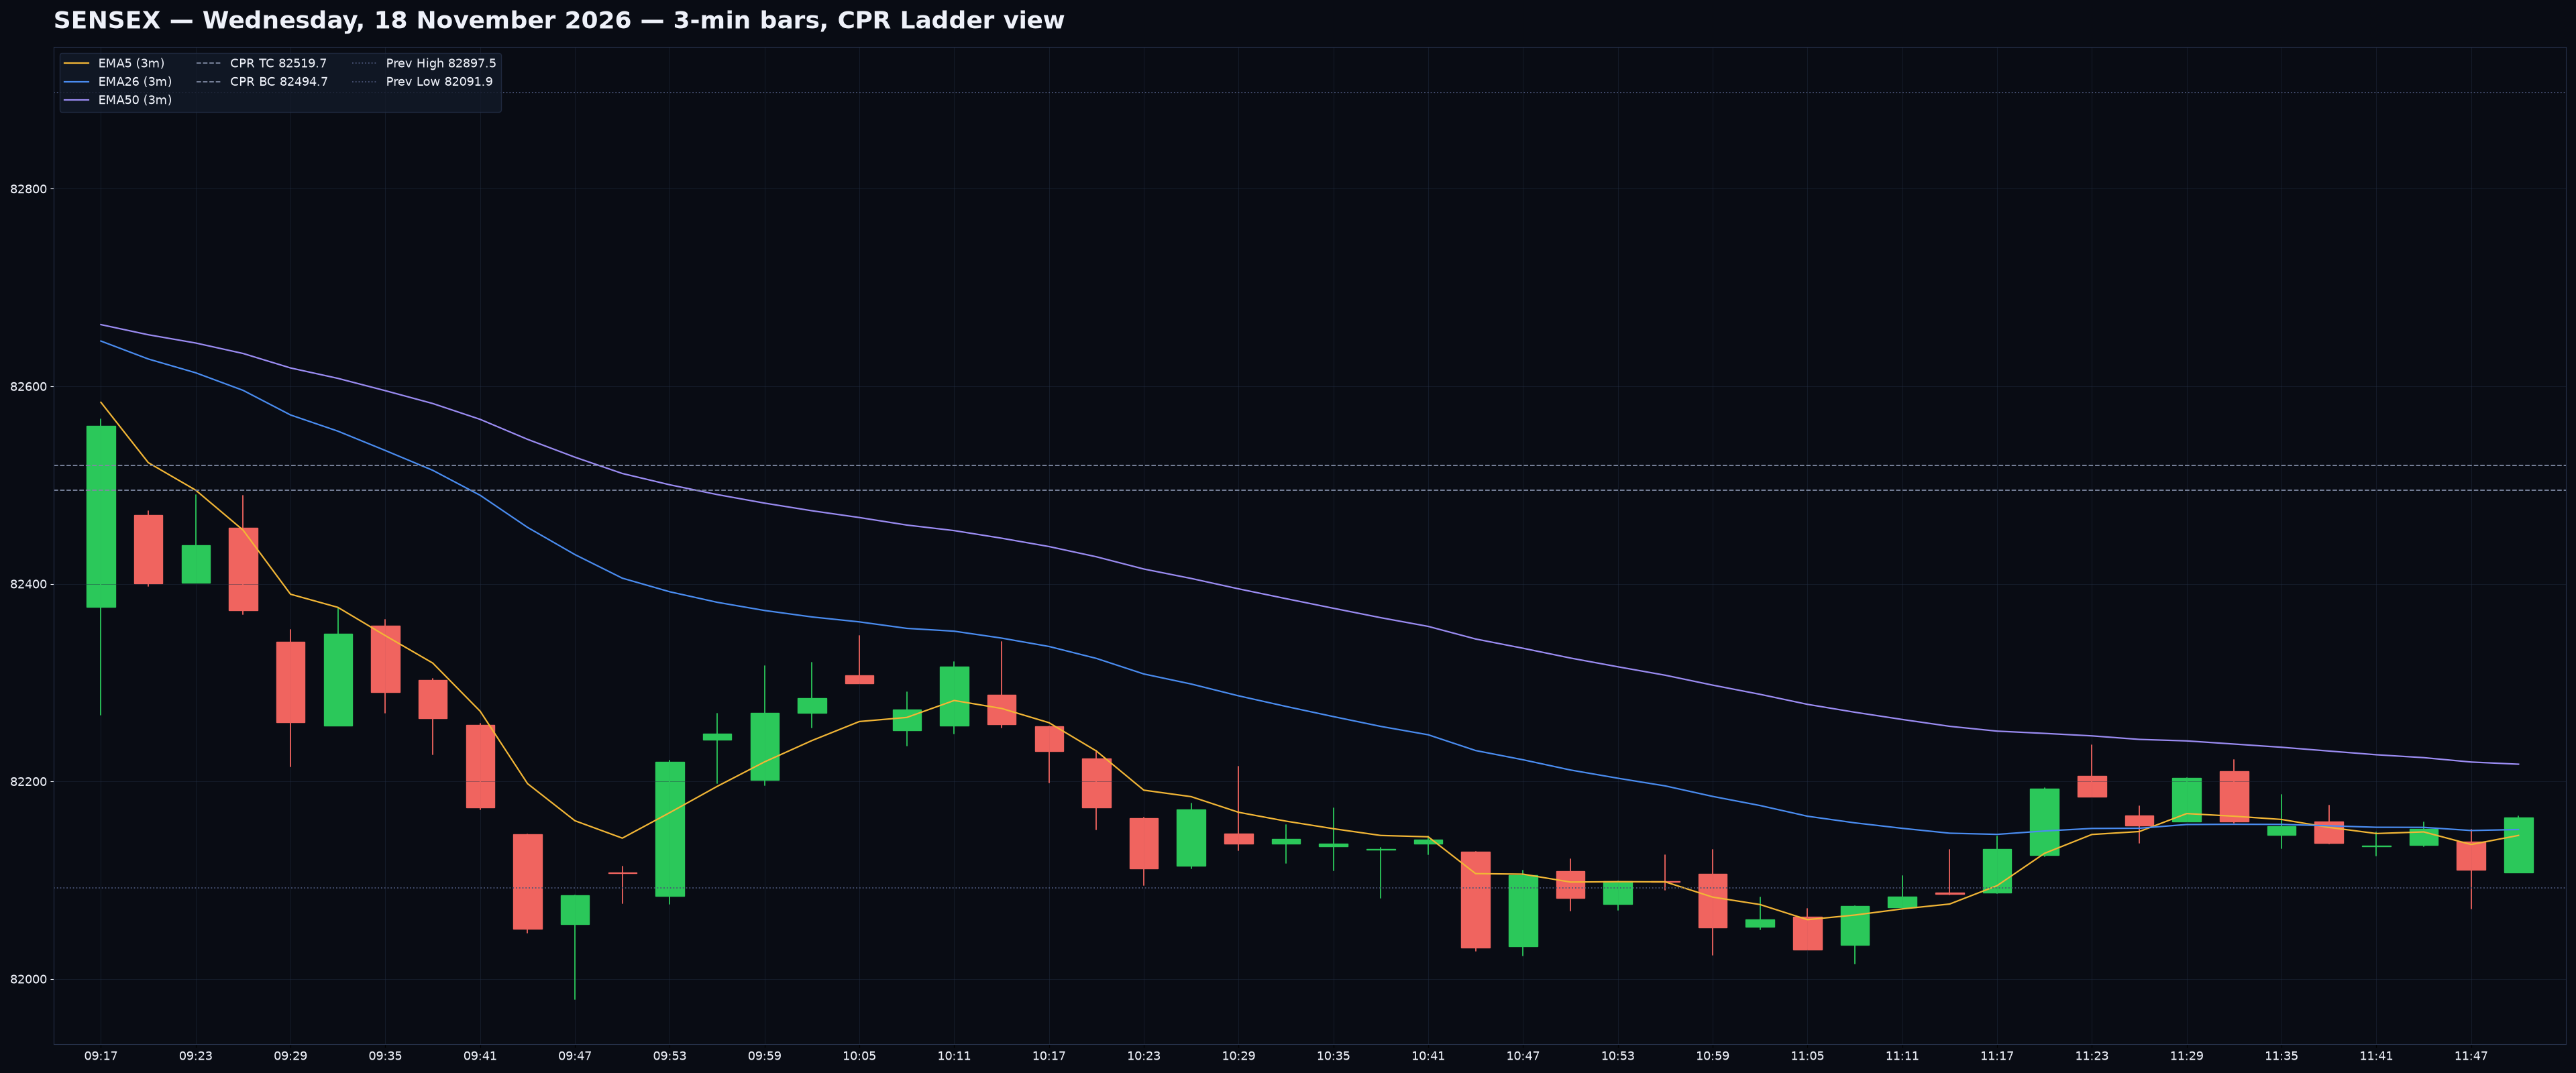 SENSEX — Wednesday, 18 November 2026 — 3-min bars, CPR Ladder view
EMA5 (3m) CPR TC 82519.7 Prev High 82897.5
EMA26 (3m) CPR BC 82494.7 Prev Low 82091.9
EMA50 (3m)
82800
82600
82400
82200
82000
09:17 09:23 09:29 09:35 09:41 09:47 09:53 09:59 10:05 10:11 10:17 10:23 10:29 10:35 10:41 10:47 10:53 10:59 11:05 11:11 11:17 11:23 11:29 11:35 11:41 11:47